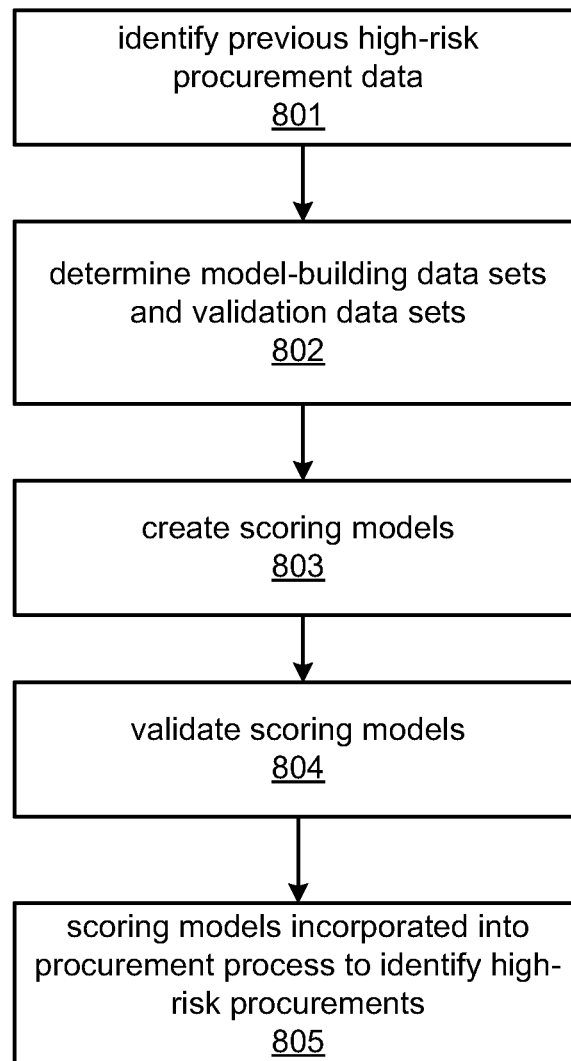 identify previous high-risk
procurement data
801
determine model-building data sets
and validation data sets
802
create scoring models
803
validate scoring models
804
scoring models incorporated into
procurement process to identify high-
risk procurements
805